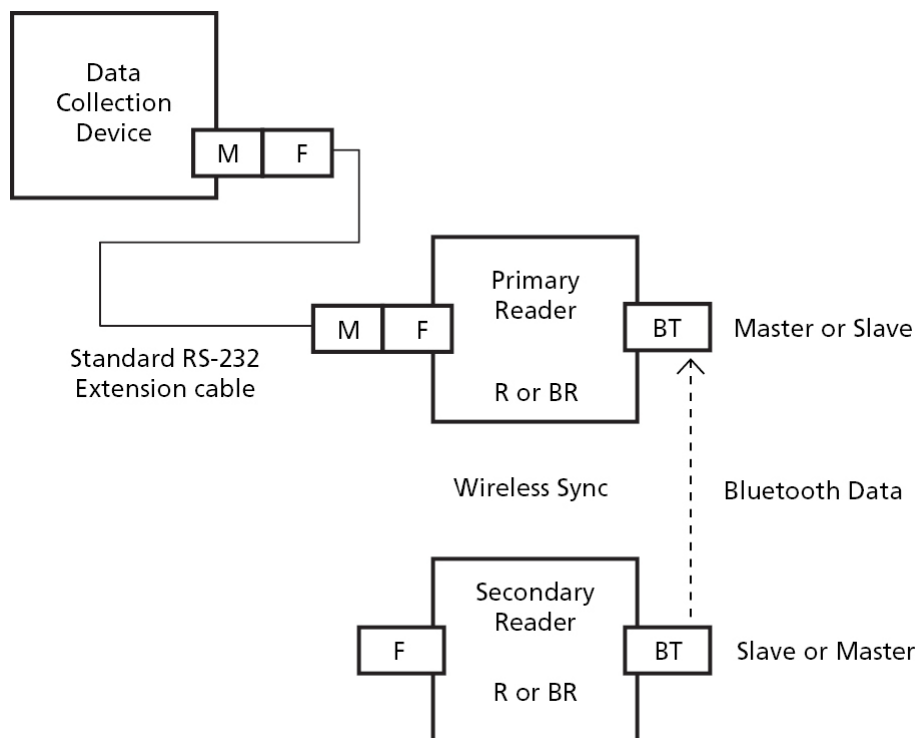 Data
Collection
Device
M F
Primary
Reader
M F
BT Master or Slave
Standard RS-232
Extension cable
R or BR
Wireless Sync Bluetooth Data
Secondary
Reader
F BT Slave or Master
R or BR